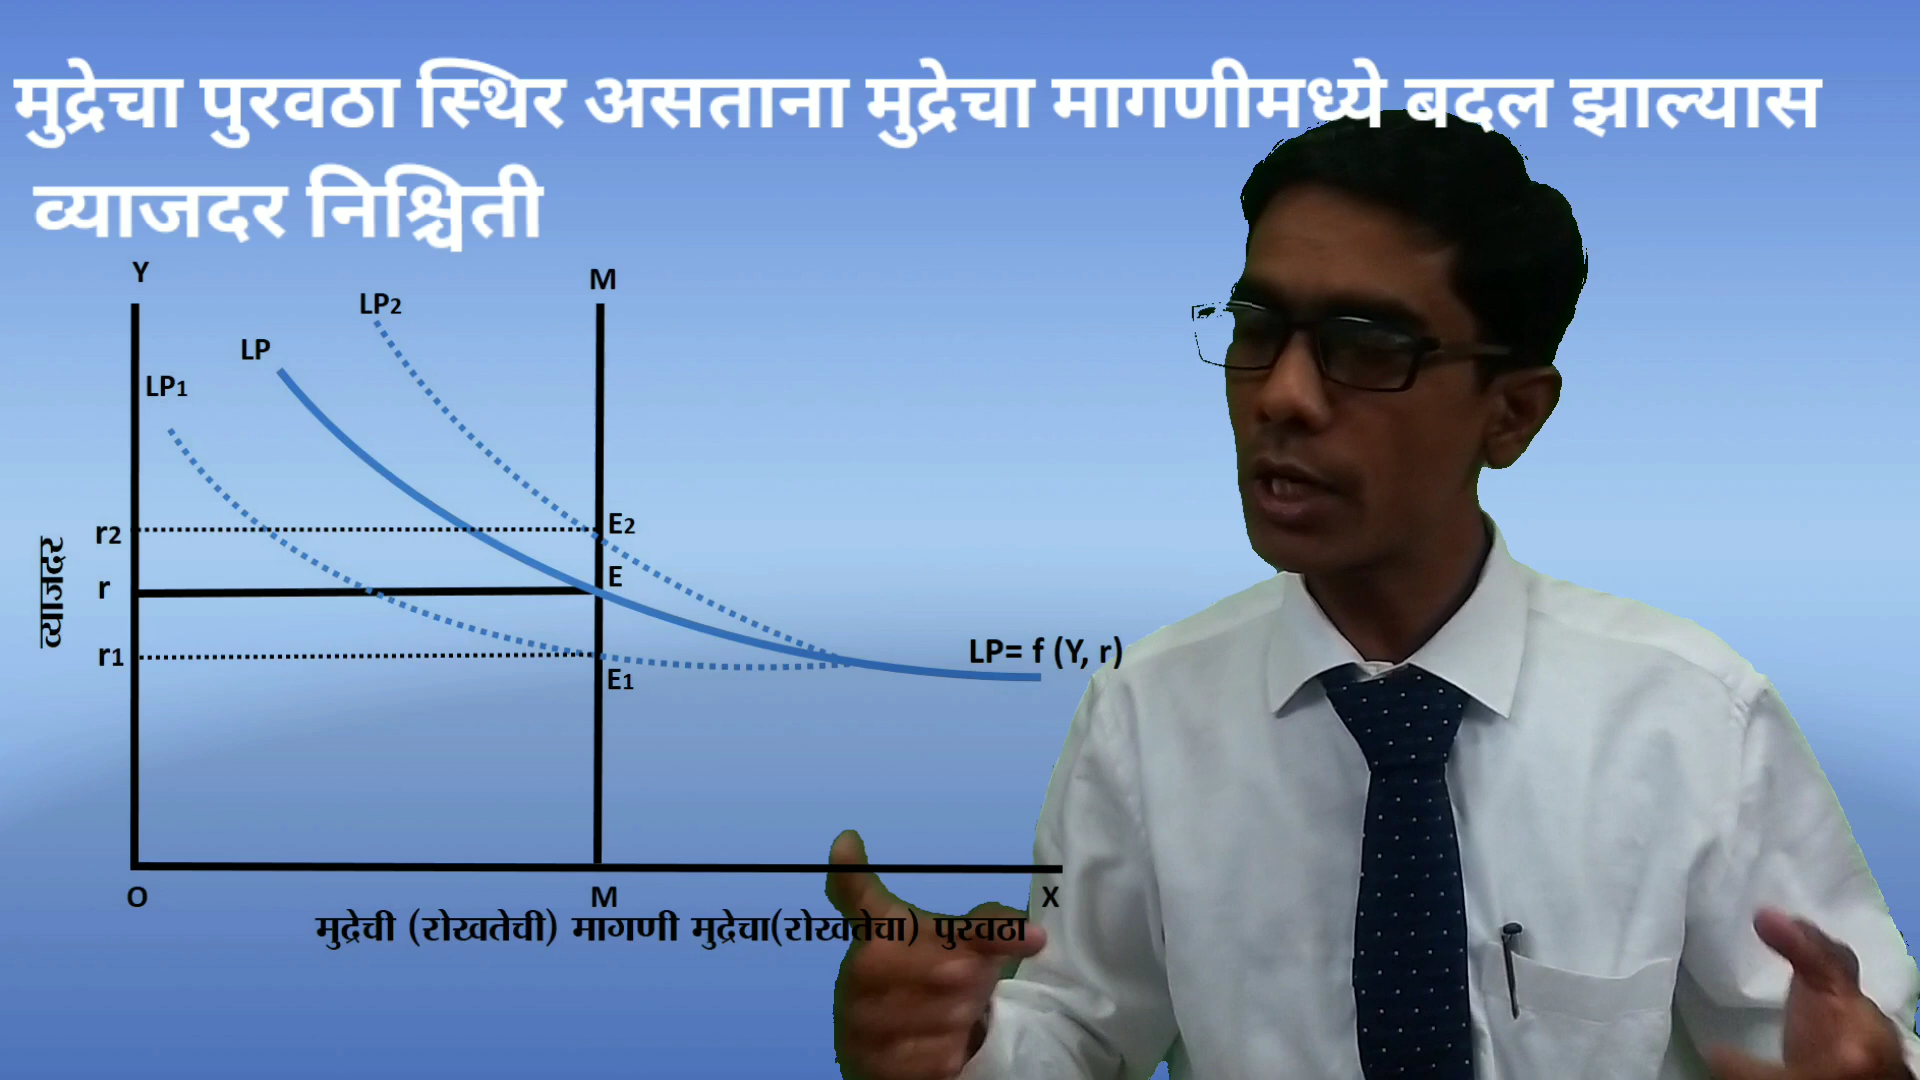 मुद्रेचा पुरवठा स्थिर असताना मुद्रेचा मागणीमध्ये बदल झाल्यास
व्याजदर निश्चिती
Y
M
LP2
LP
LP1
r2
E2
E
r
व्याजदर
r1
E1
LP= f (Y, r)
O
M
X
मुद्रेची (रोखतेची) मागणी मुद्रेचा(रोखतेचा) पुरवठा